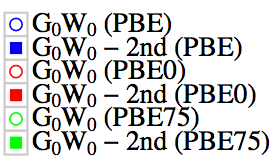 G₀W₀ (PBE)
G₀W₀ – 2nd (PBE)
G₀W₀ (PBE0)
G₀W₀ – 2nd (PBE0)
G₀W₀ (PBE75)
G₀W₀ – 2nd (PBE75)